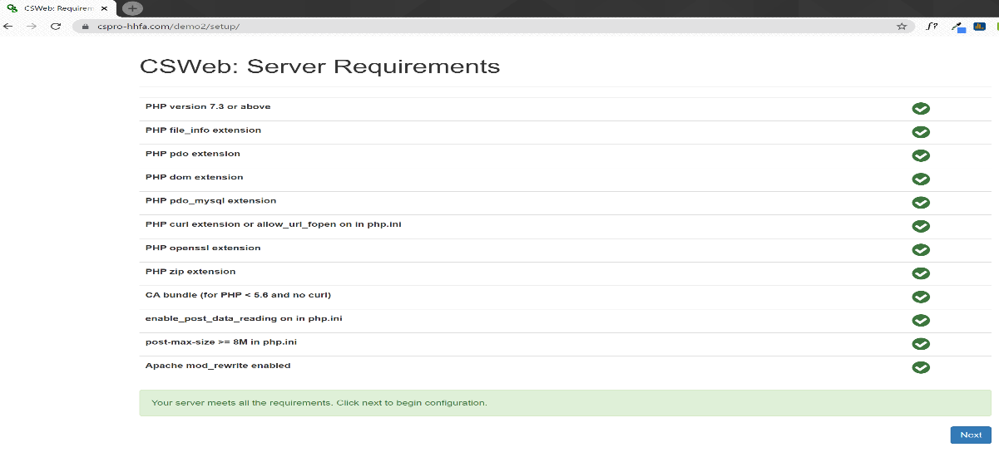 CSWeb: Requirem
cspro-hhfa.com/demo2/setup/
f?
CSWeb: Server Requirements
PHP version 7.3 or above
PHP file_info extension
PHP pdo extension
PHP dom extension
PHP pdo_mysql extension
PHP curl extension or allow_url_fopen on in php.ini
PHP openssl extension
PHP zip extension
CA bundle (for PHP < 5.6 and no curl)
enable_post_data_reading on in php.ini
post-max-size >= 8M in php.ini
Apache mod_rewrite enabled
Your server meets all the requirements. Click next to begin configuration.
Next